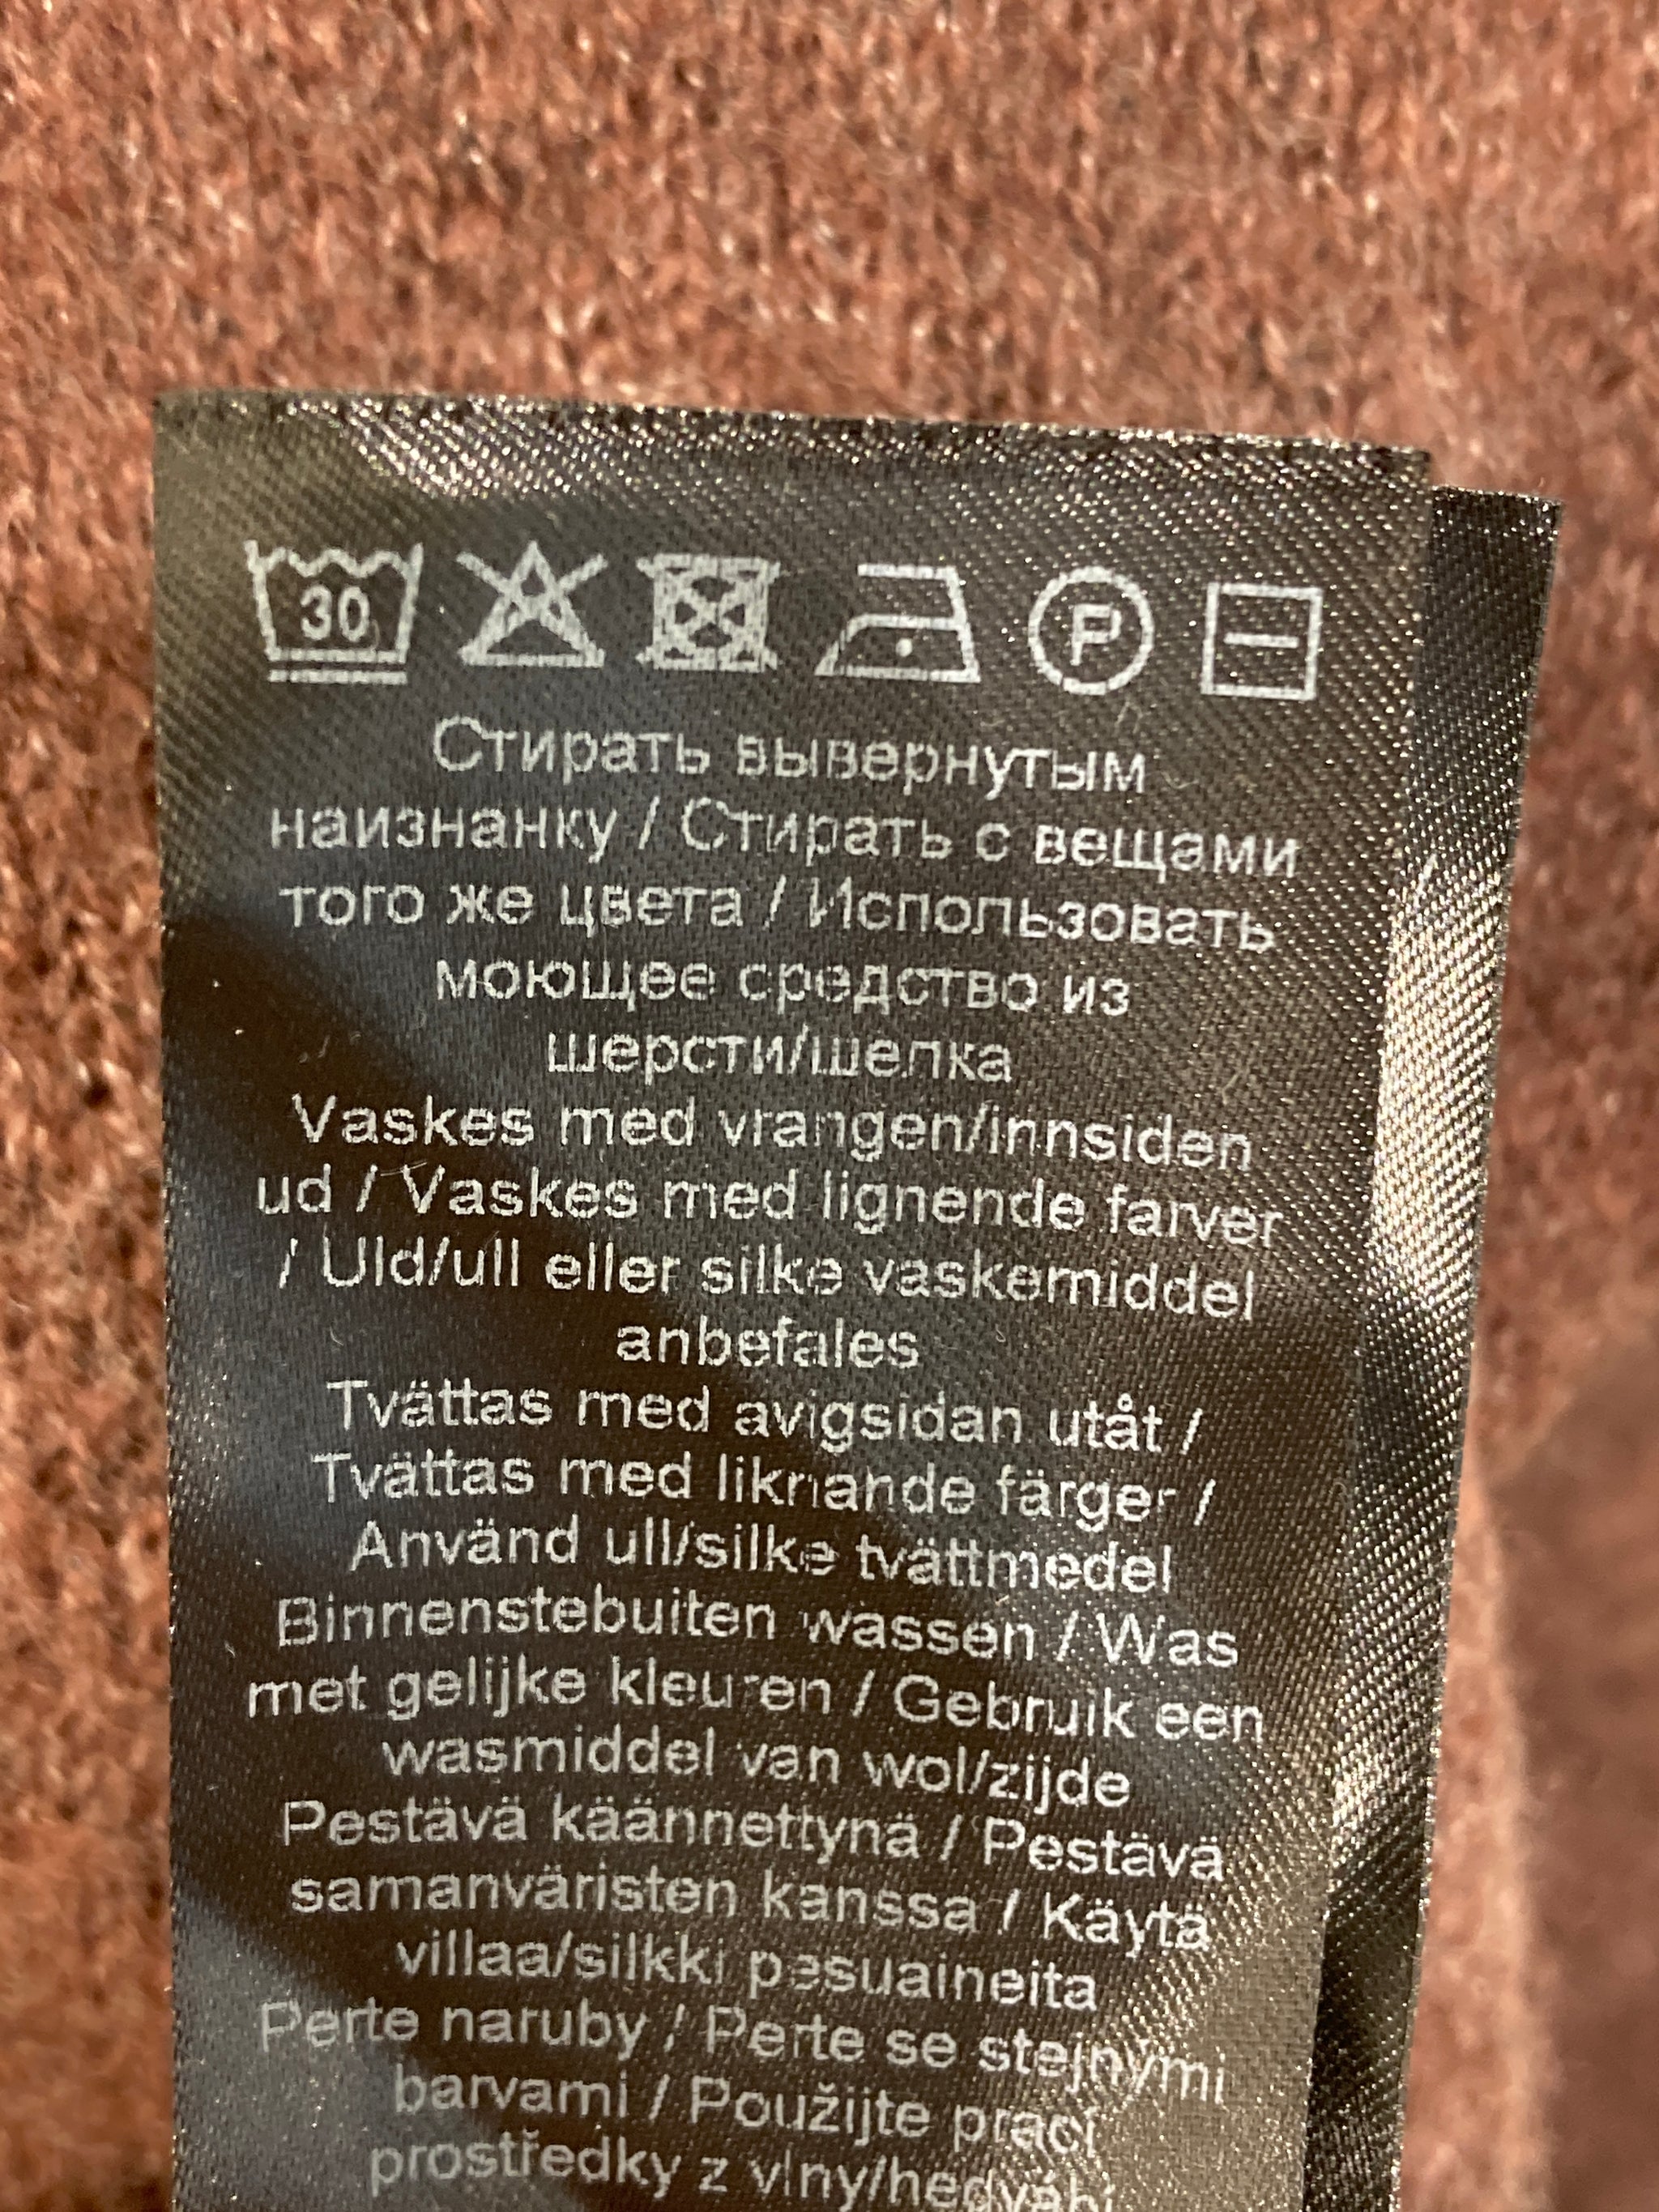 30 P
Стирать вывернутым
наизнанку / Стирать с вещами
того же цвета / Использовать
моющее средство из
шерсти/шелка
Vaskes med vrangen/innsiden
ud / Vaskes med lignende farver
/ Uld/ull eller silke vaskemiddel
anbefales
Tvättas med avigsidan utåt /
Tvättas med liknande färger /
Använd ull/silke tvättmedel
Binnenstebuiten wassen / Was
met gelijke kleuren / Gebruik een
wasmiddel van wol/zijde
Pestävä käännettynä / Pestävä
samanväristen kanssa / Käytä
villaa/silkki pesuaineita
Perte naruby / Perte se stejnými
barvami / Použijte prací
prostředky z vlny/hedvábí